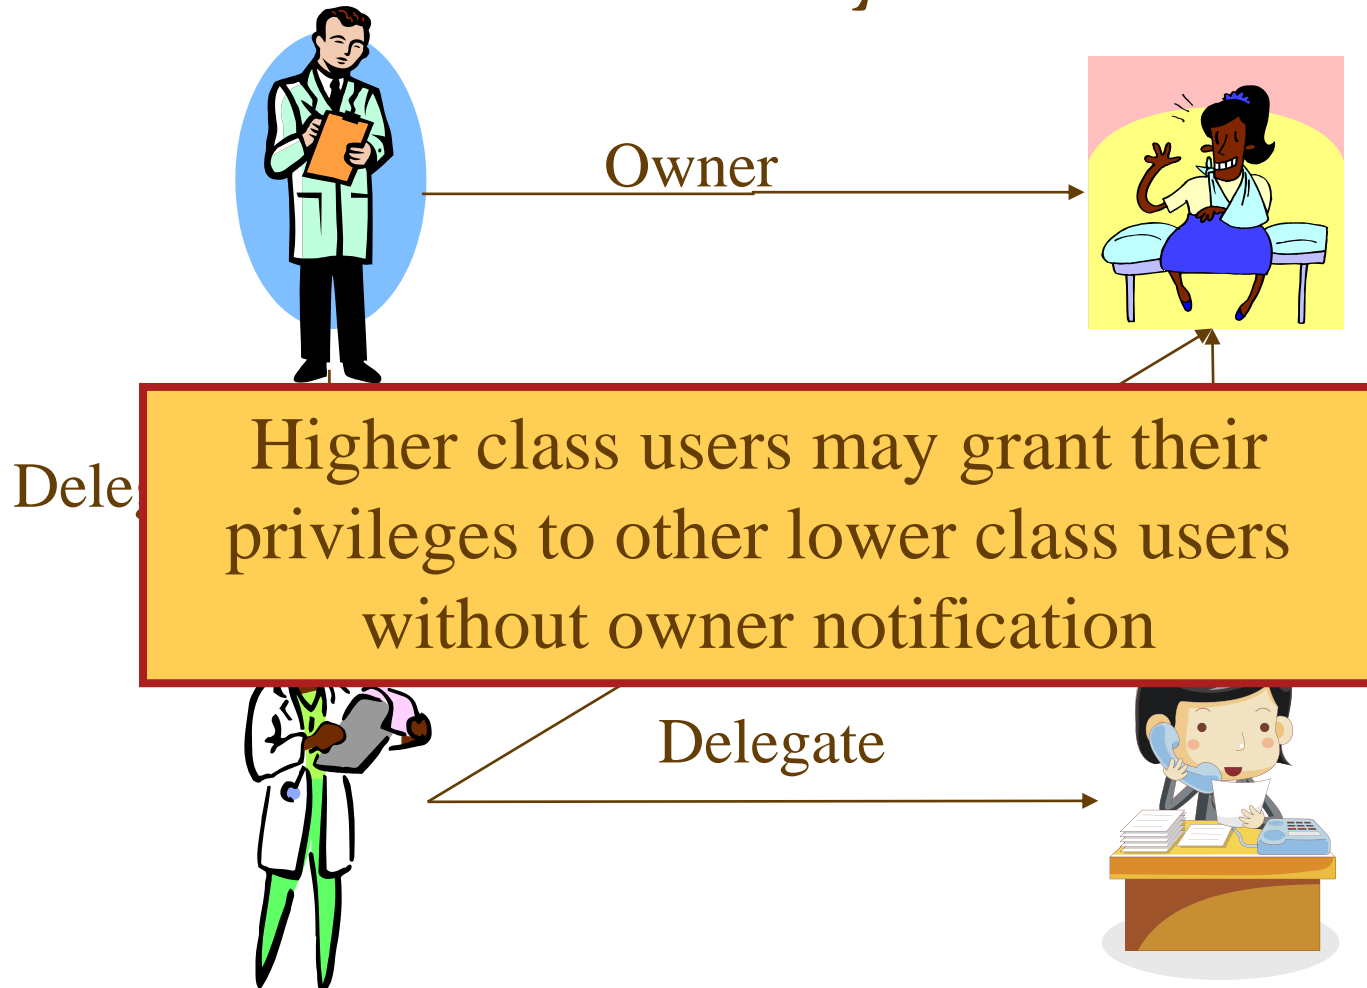 Owner
Higher class users may grant their
privileges to other lower class users
without owner notification
Delegate